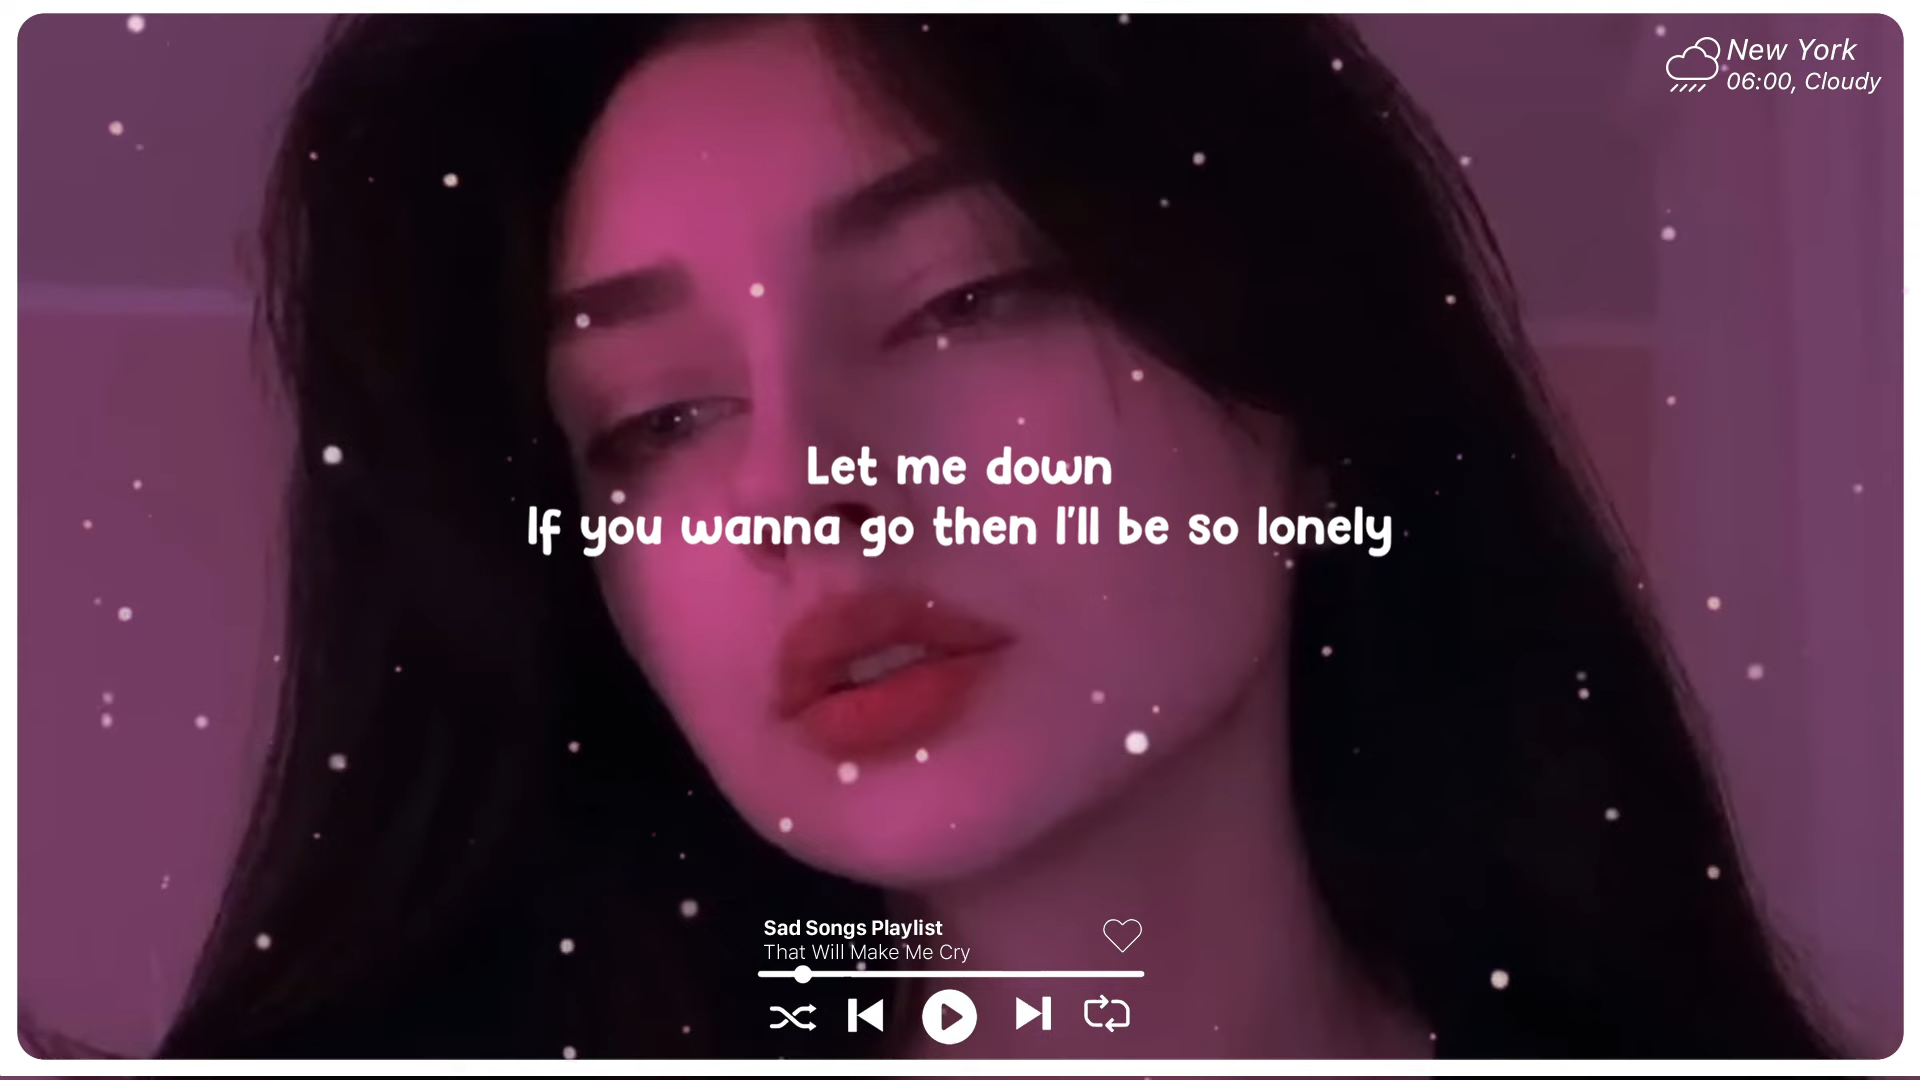 New York
06:00, Cloudy
Let me down
If you wanna go then I'll be so lonely
Sad Songs Playlist
That Will Make Me Cry